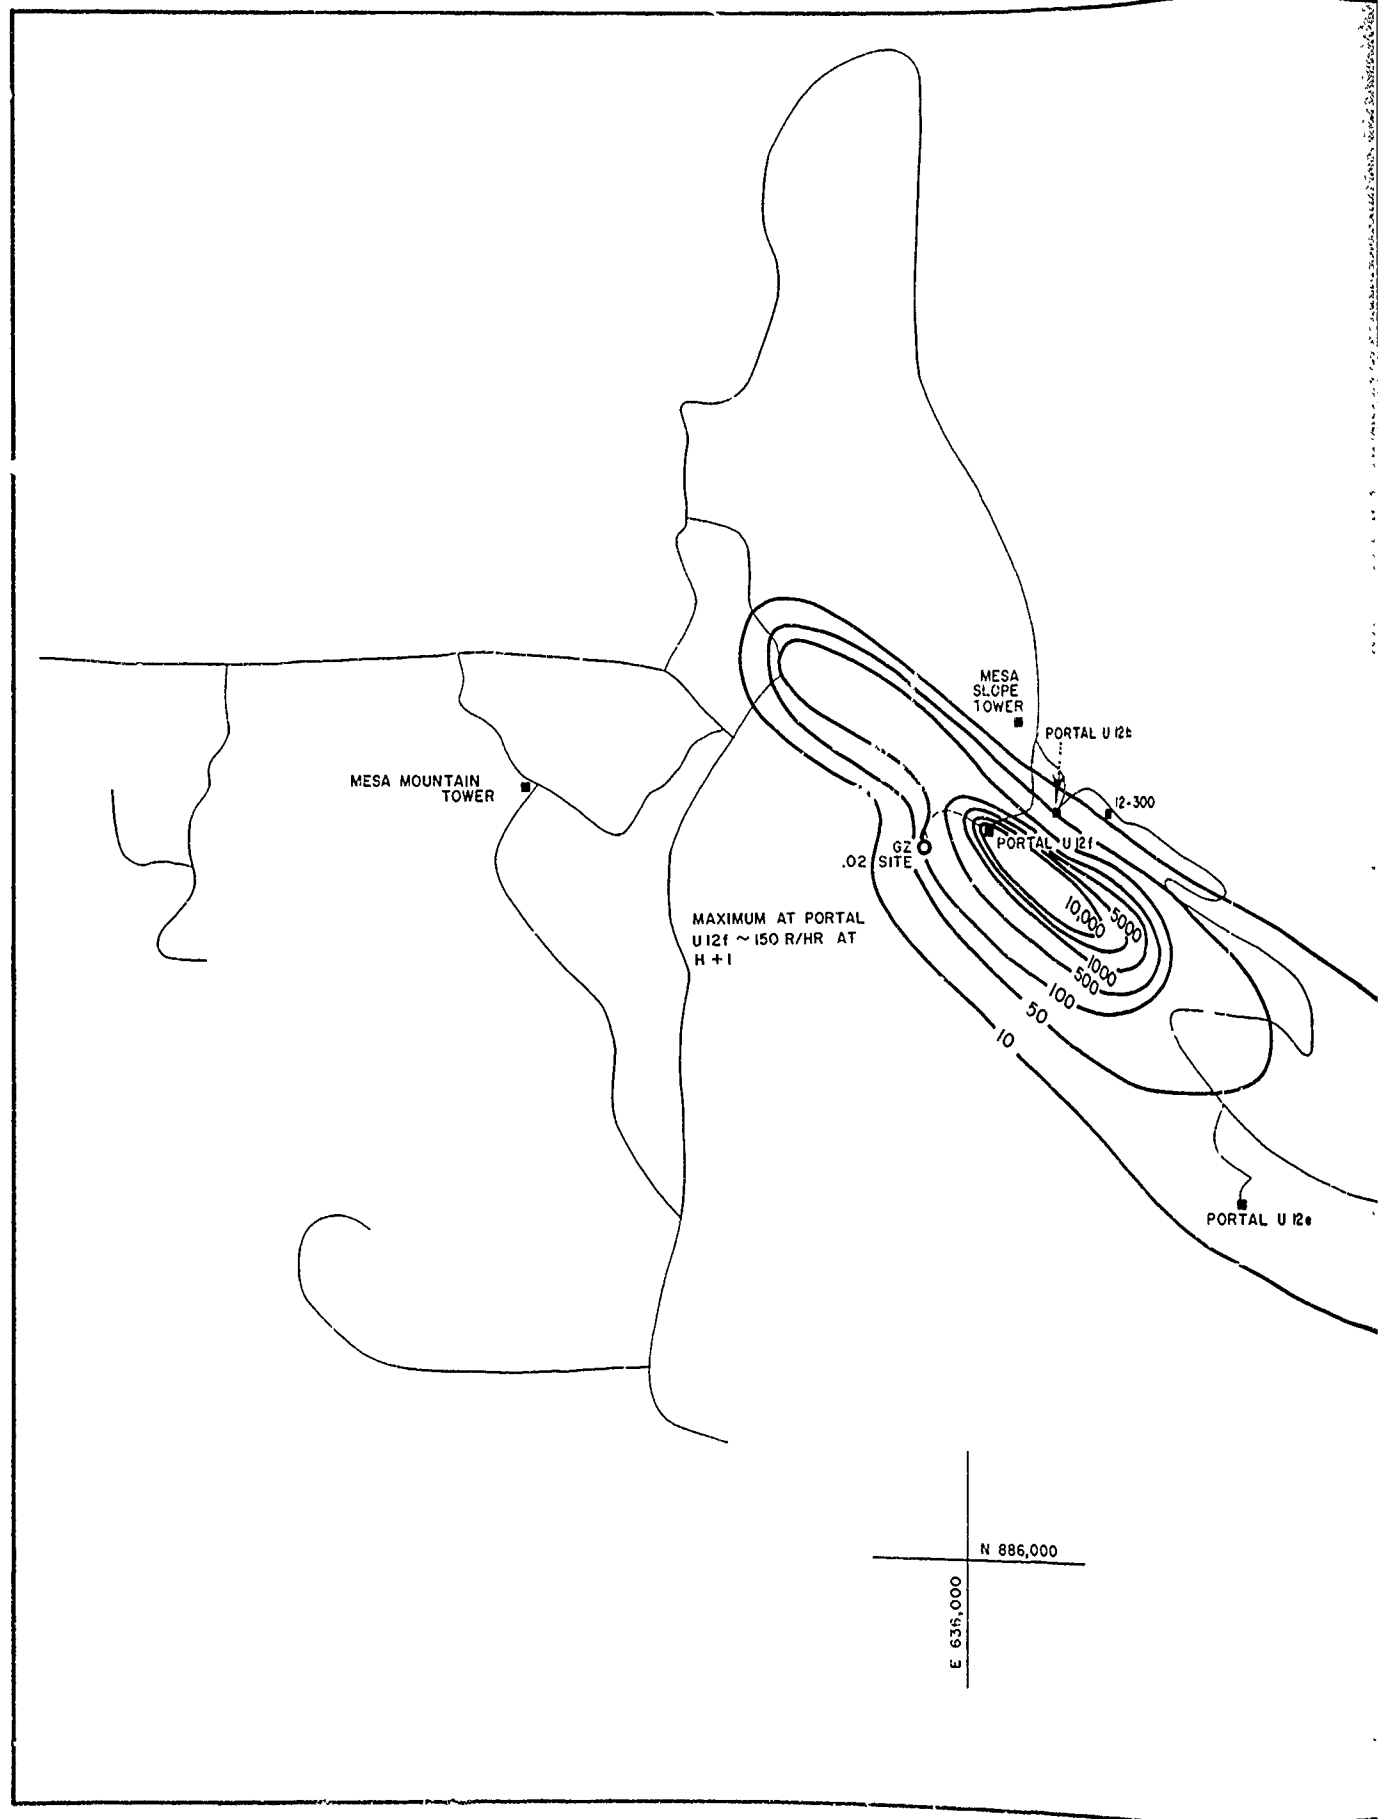 MESA
SLOPE
TOWER
PORTAL U 12b
MESA MOUNTAIN
TOWER
12-300
GZ
.02 SITE
PORTAL U 12f
MAXIMUM AT PORTAL
U 12f ~ 150 R/HR AT
H + 1
10,000
5000
1000
500
100
50
10
PORTAL U 12e
N 886,000
E 636,000